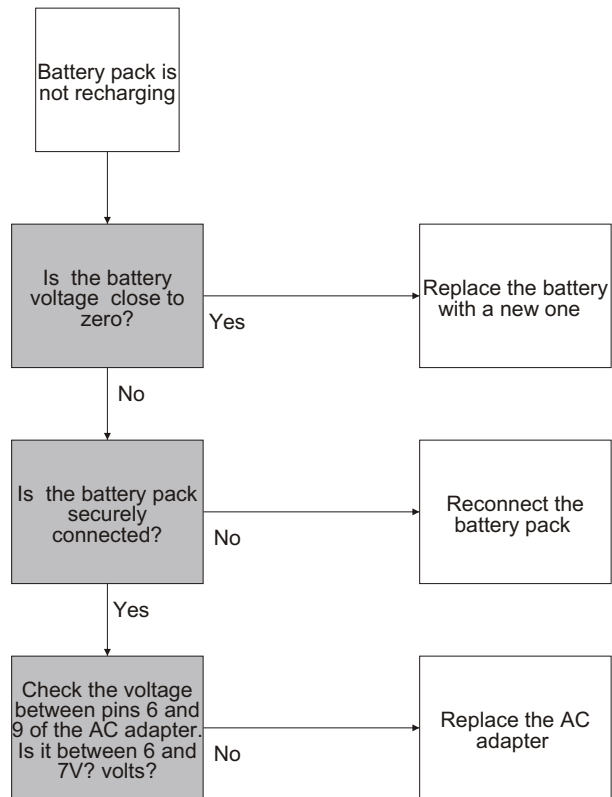 Battery pack is
not recharging
Is the battery
voltage close to
zero?
Yes
Replace the battery
with a new one
No
Is the battery pack
securely
connected?
No
Reconnect the
battery pack
Yes
Check the voltage
between pins 6 and
9 of the AC adapter.
Is it between 6 and
7V? volts?
No
Replace the AC
adapter